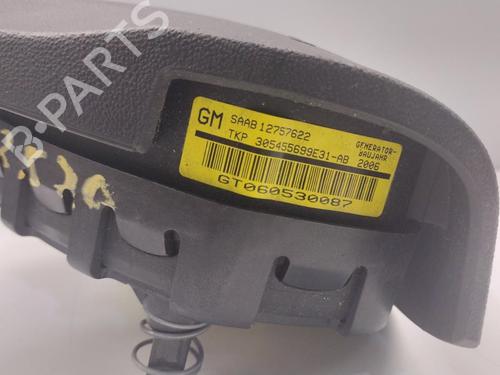 B-PARTS
GM SAAB 12757622
TKP 305455699E31-AB
GENERATOR-
BAUJAHR
2006
GT060530087